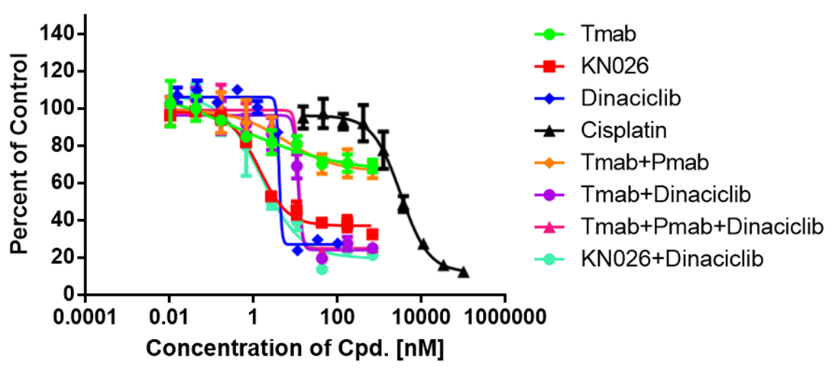 140
120
100
80
60
40
20
0
Percent of Control
0.0001
0.01
1
100
10000
1000000
Concentration of Cpd. [nM]
Tmab
KN026
Dinaciclib
Cisplatin
Tmab+Pmab
Tmab+Dinaciclib
Tmab+Pmab+Dinaciclib
KN026+Dinaciclib